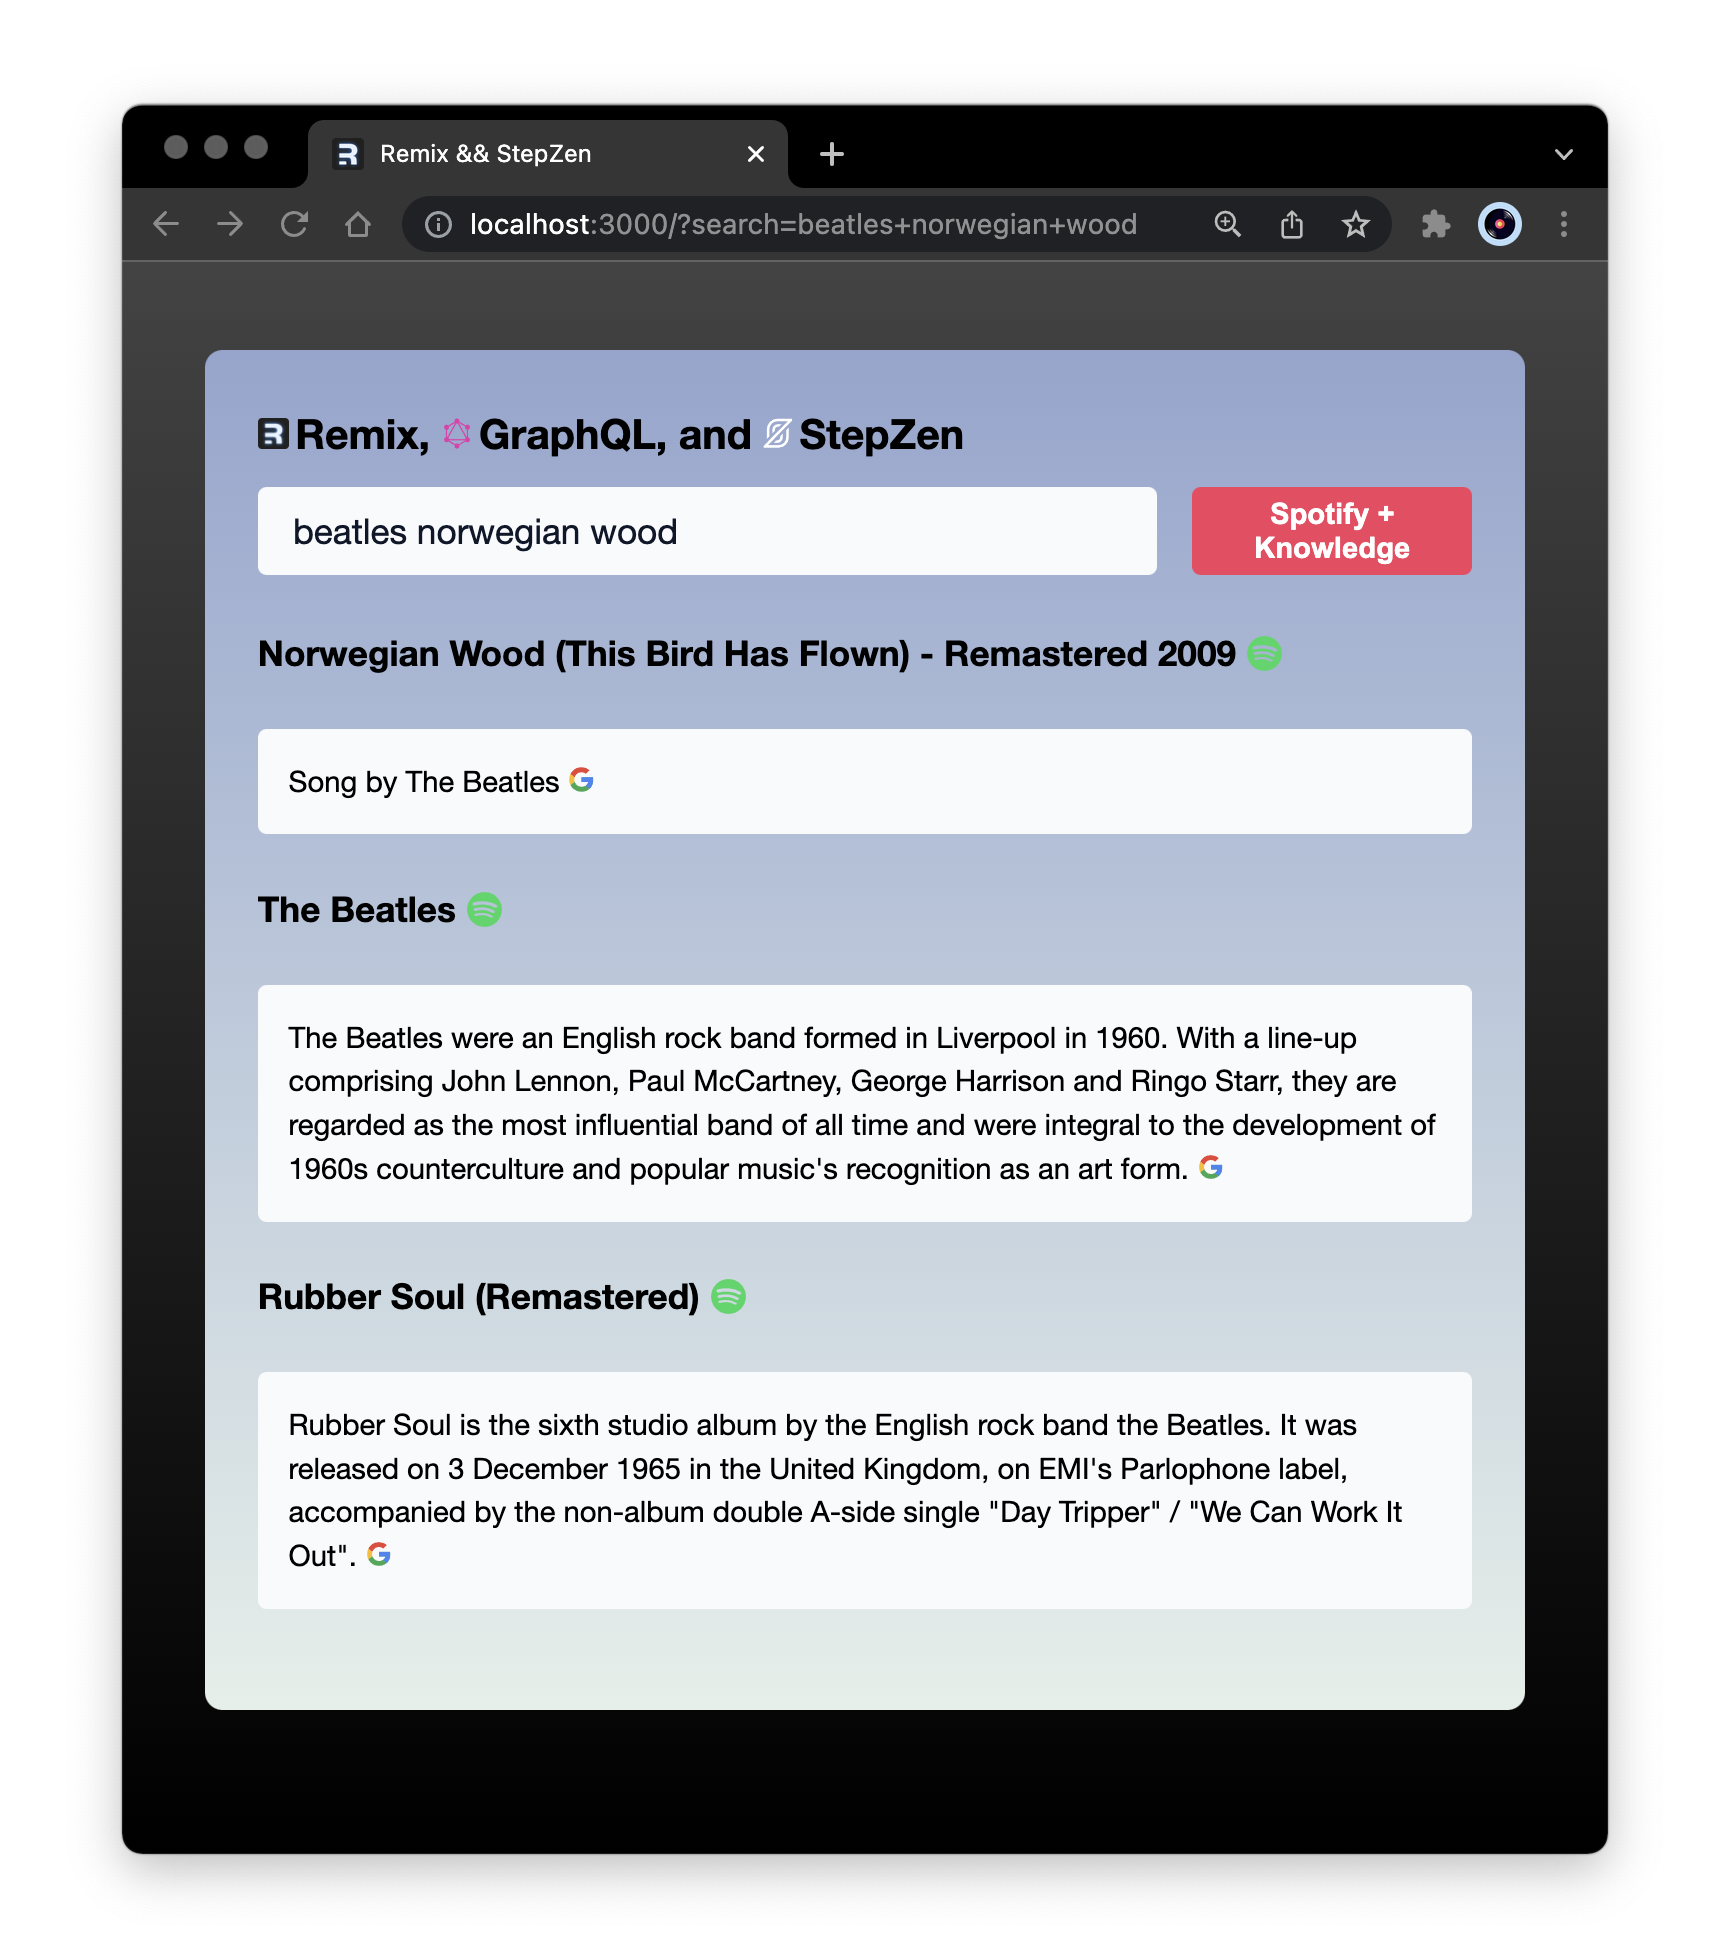 Remix && StepZen
localhost:3000/?search=beatles+norwegian+wood
Remix, GraphQL, and StepZen
beatles norwegian wood
Spotify +
Knowledge
Norwegian Wood (This Bird Has Flown) - Remastered 2009
Song by The Beatles
The Beatles
The Beatles were an English rock band formed in Liverpool in 1960. With a line-up
comprising John Lennon, Paul McCartney, George Harrison and Ringo Starr, they are
regarded as the most influential band of all time and were integral to the development of
1960s counterculture and popular music's recognition as an art form.
Rubber Soul (Remastered)
Rubber Soul is the sixth studio album by the English rock band the Beatles. It was
released on 3 December 1965 in the United Kingdom, on EMI's Parlophone label,
accompanied by the non-album double A-side single "Day Tripper" / "We Can Work It
Out".